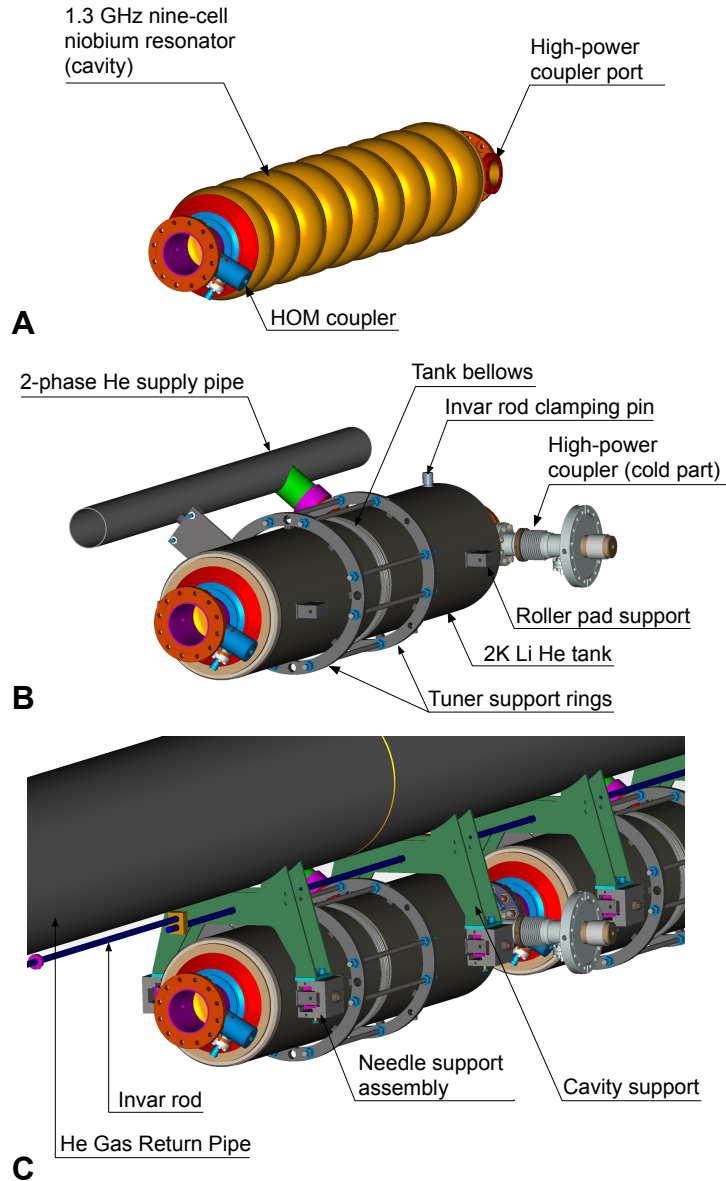 1.3 GHz nine-cell
niobium resonator
(cavity)
High-power
coupler port
HOM coupler
A
2-phase He supply pipe
Tank bellows
Invar rod clamping pin
High-power
coupler (cold part)
Roller pad support
2K Li He tank
Tuner support rings
B
Needle support
assembly
Cavity support
Invar rod
He Gas Return Pipe
C